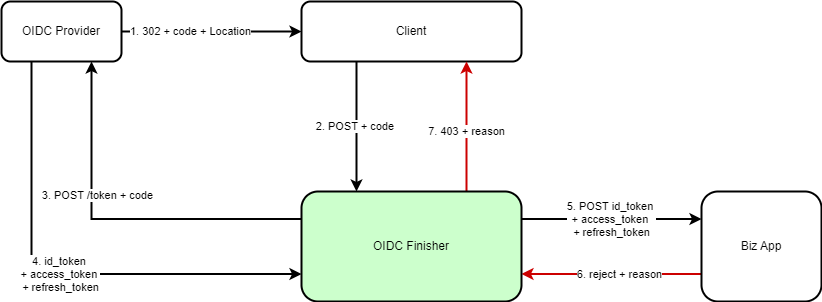 OIDC Provider
1. 302 + code + Location
Client
2. POST + code
7. 403 + reason
3. POST /token + code
5. POST id_token
+ access_token
+ refresh_token
OIDC Finisher
Biz App
4. id_token
+ access_token
+ refresh_token
6. reject + reason